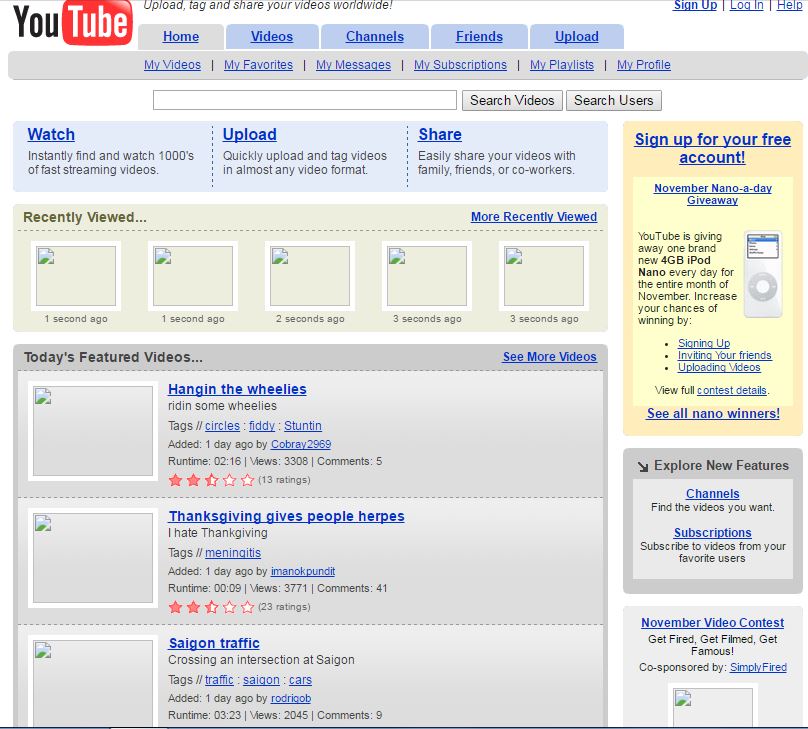 YouTube
Upload, tag and share your videos worldwide!
Sign Up | Log In | Help
Home Videos Channels Friends Upload
My Videos | My Favorites | My Messages | My Subscriptions | My Playlists | My Profile
Search Videos Search Users
Watch
Instantly find and watch 1000's
of fast streaming videos.
Upload
Quickly upload and tag videos
in almost any video format.
Share
Easily share your videos with
family, friends, or co-workers.
Recently Viewed...
More Recently Viewed
1 second ago 1 second ago 2 seconds ago 3 seconds ago 3 seconds ago
Today's Featured Videos...
See More Videos
Hangin the wheelies
ridin some wheelies
Tags // circles : fiddy : Stuntin
Added: 1 day ago by Cobray2969
Runtime: 02:16 | Views: 3308 | Comments: 5
(13 ratings)
Thanksgiving gives people herpes
I hate Thankgiving
Tags // meningitis
Added: 1 day ago by imanokpundit
Runtime: 00:09 | Views: 3771 | Comments: 41
(23 ratings)
Saigon traffic
Crossing an intersection at Saigon
Tags // traffic : saigon : cars
Added: 1 day ago by rodrigob
Runtime: 03:23 | Views: 2045 | Comments: 9
Sign up for your free
account!
November Nano-a-day
Giveaway
YouTube is giving
away one brand
new 4GB iPod
Nano every day for
the entire month of
November. Increase
your chances of
winning by:
Signing Up
Inviting Your friends
Uploading Videos
View full contest details.
See all nano winners!
Explore New Features
Channels
Find the videos you want.
Subscriptions
Subscribe to videos from your
favorite users
November Video Contest
Get Fired, Get Filmed, Get
Famous!
Co-sponsored by: SimplyFired